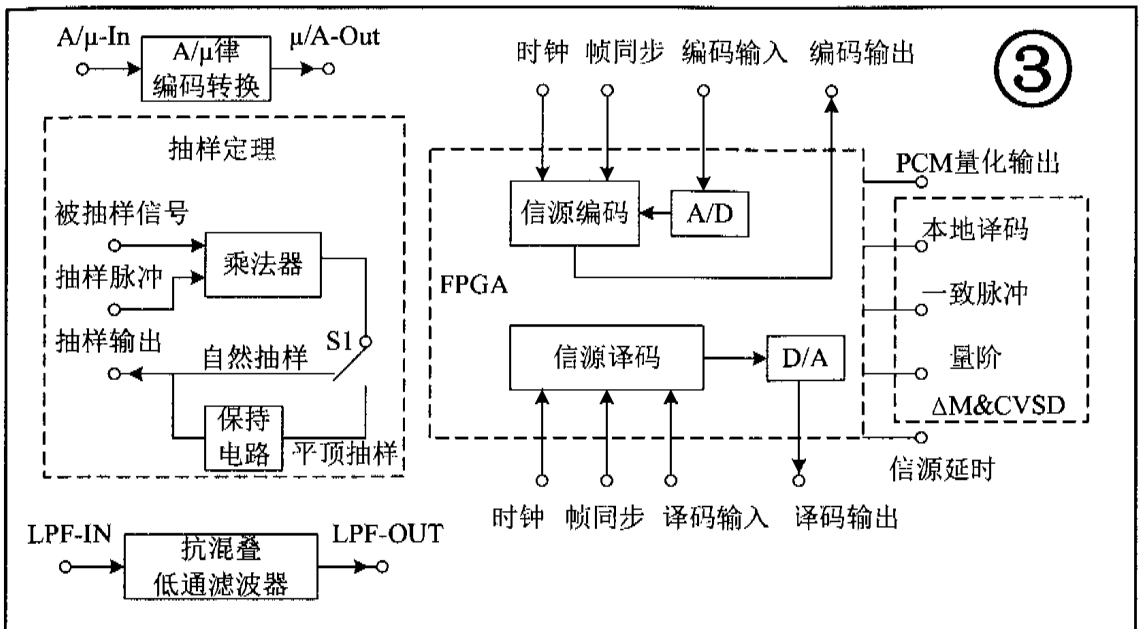 A/μ-In
μ/A-Out
A/μ律
编码转换
时钟
帧同步
编码输入
编码输出
③
抽样定理
被抽样信号
乘法器
抽样脉冲
抽样输出
自然抽样
S1
保持
电路
平顶抽样
信源编码
A/D
FPGA
信源译码
D/A
PCM量化输出
本地译码
一致脉冲
量阶
ΔM&CVSD
信源延时
时钟
帧同步
译码输入
译码输出
LPF-IN
LPF-OUT
抗混叠
低通滤波器